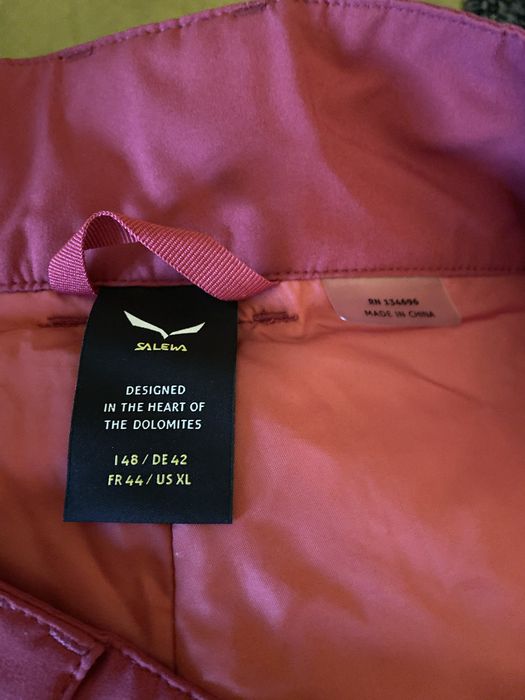 RN 134696
MADE IN CHINA
SALEWA
DESIGNED
IN THE HEART OF
THE DOLOMITES
I 48 / DE 42
FR 44 / US XL